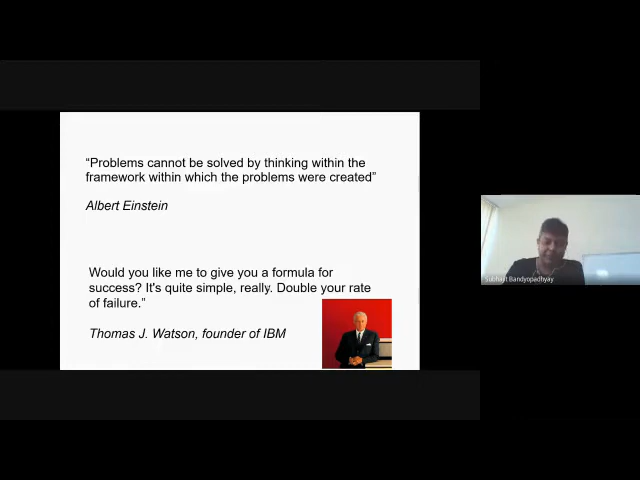 “Problems cannot be solved by thinking within the
framework within which the problems were created”
Albert Einstein
Would you like me to give you a formula for
success? It's quite simple, really. Double your rate
of failure.”
Thomas J. Watson, founder of IBM
Subhajit Bandyopadhyay